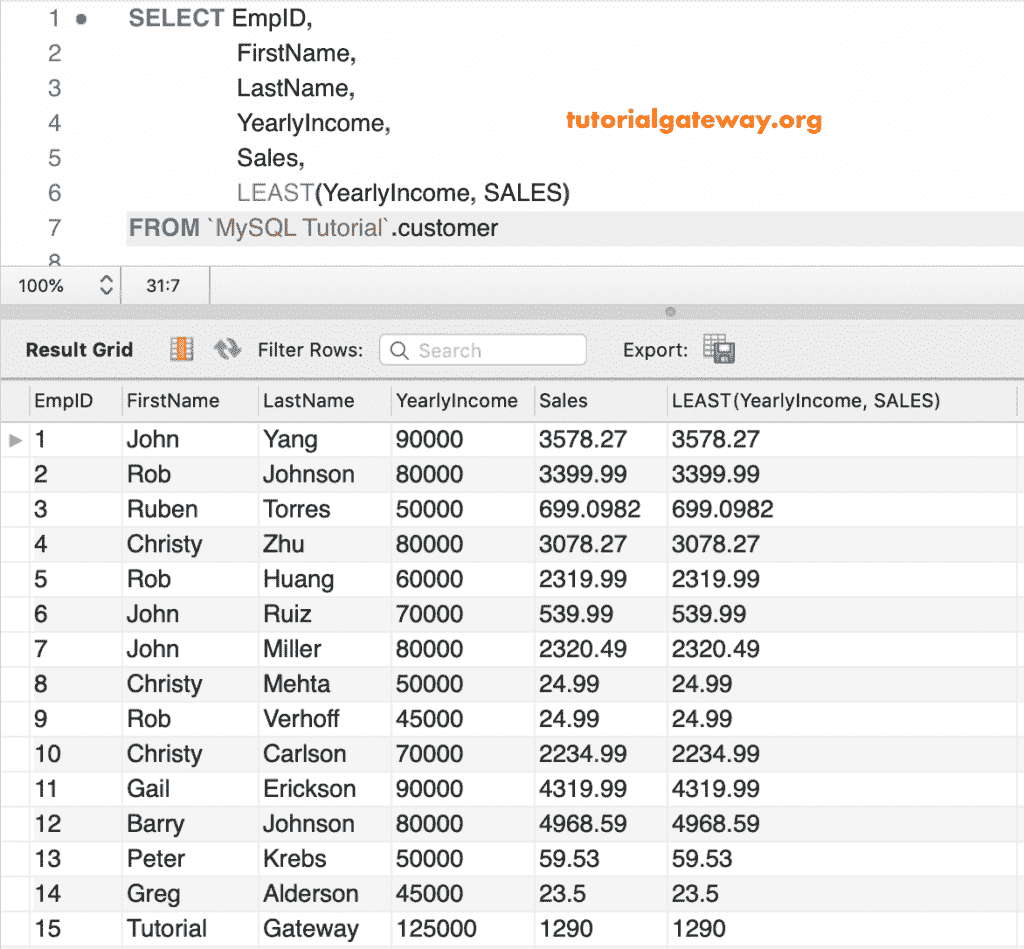 1 SELECT EmpID,
2 FirstName,
3 LastName,
4 YearlyIncome, tutorialgateway.org
5 Sales,
6 LEAST(YearlyIncome, SALES)
7 FROM `MySQL Tutorial`.customer
8
100% 31:7
Result Grid Filter Rows: Search Export:
EmpID FirstName LastName YearlyIncome Sales LEAST(YearlyIncome, SALES)
1 John Yang 90000 3578.27 3578.27
2 Rob Johnson 80000 3399.99 3399.99
3 Ruben Torres 50000 699.0982 699.0982
4 Christy Zhu 80000 3078.27 3078.27
5 Rob Huang 60000 2319.99 2319.99
6 John Ruiz 70000 539.99 539.99
7 John Miller 80000 2320.49 2320.49
8 Christy Mehta 50000 24.99 24.99
9 Rob Verhoff 45000 24.99 24.99
10 Christy Carlson 70000 2234.99 2234.99
11 Gail Erickson 90000 4319.99 4319.99
12 Barry Johnson 80000 4968.59 4968.59
13 Peter Krebs 50000 59.53 59.53
14 Greg Alderson 45000 23.5 23.5
15 Tutorial Gateway 125000 1290 1290